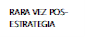 RARA VEZ POS-
ESTRATEGIA